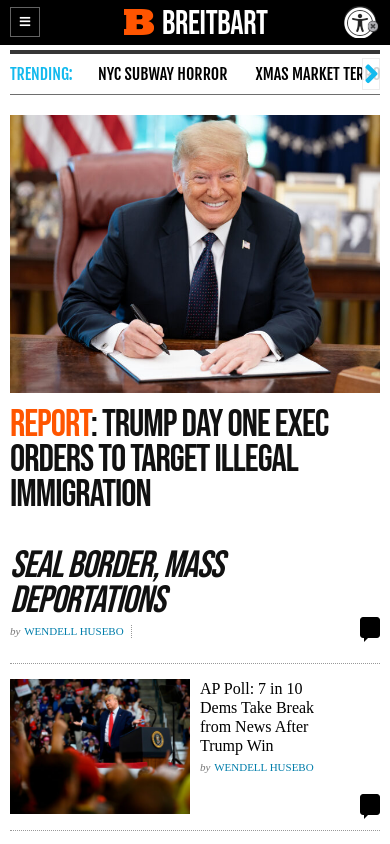 BREITBART
TRENDING: NYC SUBWAY HORROR XMAS MARKET TER
REPORT: TRUMP DAY ONE EXEC
ORDERS TO TARGET ILLEGAL
IMMIGRATION
SEAL BORDER, MASS
DEPORTATIONS
by WENDELL HUSEBO
AP Poll: 7 in 10
Dems Take Break
from News After
Trump Win
by WENDELL HUSEBO